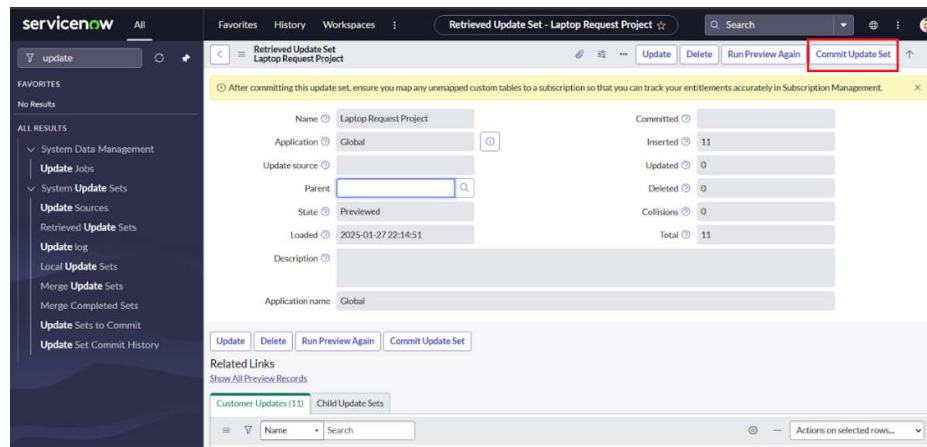 servicenow All Favorites History Workspaces Retrieved Update Set - Laptop Request Project Search
update
Retrieved Update Set
Laptop Request Project
Update Delete Run Preview Again Commit Update Set
FAVORITES
No Results
ALL RESULTS
System Data Management
Update Jobs
System Update Sets
Update Sources
Retrieved Update Sets
Update log
Local Update Sets
Merge Update Sets
Merge Completed Sets
Update Sets to Commit
Update Set Commit History
After committing this update set, ensure you map any unmapped custom tables to a subscription so that you can track your entitlements accurately in Subscription Management.
Name Laptop Request Project
Application Global
Update source
Parent
State Previewed
Loaded 2025-01-27 22:14:51
Description
Application name Global
Committed
Inserted 11
Updated 0
Deleted 0
Collisions 0
Total 11
Update Delete Run Preview Again Commit Update Set
Related Links
Show All Preview Records
Customer Updates (11) Child Update Sets
Name Search Actions on selected rows...